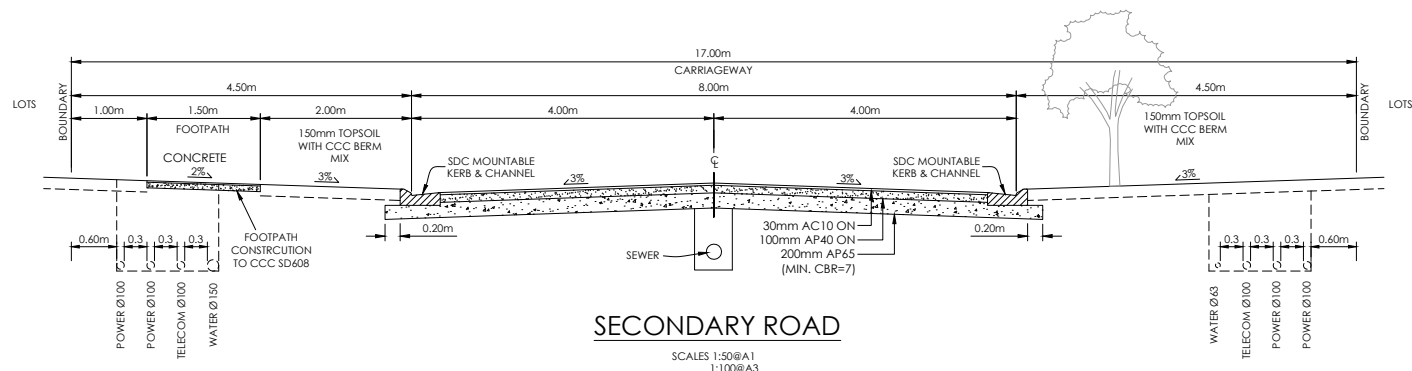 17.00m
CARRIAGEWAY
4.50m
8.00m
4.50m
LOTS
BOUNDARY
1.00m
1.50m
2.00m
4.00m
4.00m
BOUNDARY
LOTS
FOOTPATH
150mm TOPSOIL
WITH CCC BERM
MIX
150mm TOPSOIL
WITH CCC BERM
MIX
CONCRETE
2%
3%
SDC MOUNTABLE
KERB & CHANNEL
3%
℄
3%
SDC MOUNTABLE
KERB & CHANNEL
3%
0.60m
0.3
0.3
0.3
FOOTPATH
CONSTRCUTION
TO CCC SD608
0.20m
SEWER
30mm AC10 ON
100mm AP40 ON
200mm AP65
(MIN. CBR=7)
0.20m
0.3
0.3
0.3
0.60m
POWER Ø100
POWER Ø100
TELECOM Ø100
WATER Ø150
WATER Ø63
TELECOM Ø100
POWER Ø100
POWER Ø100
SECONDARY ROAD
SCALES 1:50@A1
1:100@A3